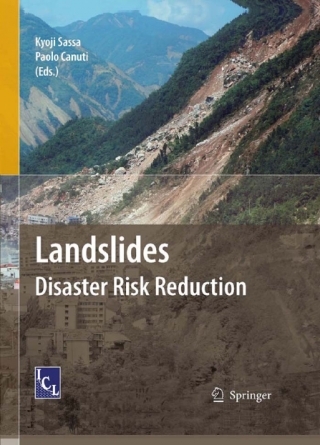 Kyoji Sassa
Paolo Canuti
(Eds.)
Landslides
Disaster Risk Reduction
ICL
Springer